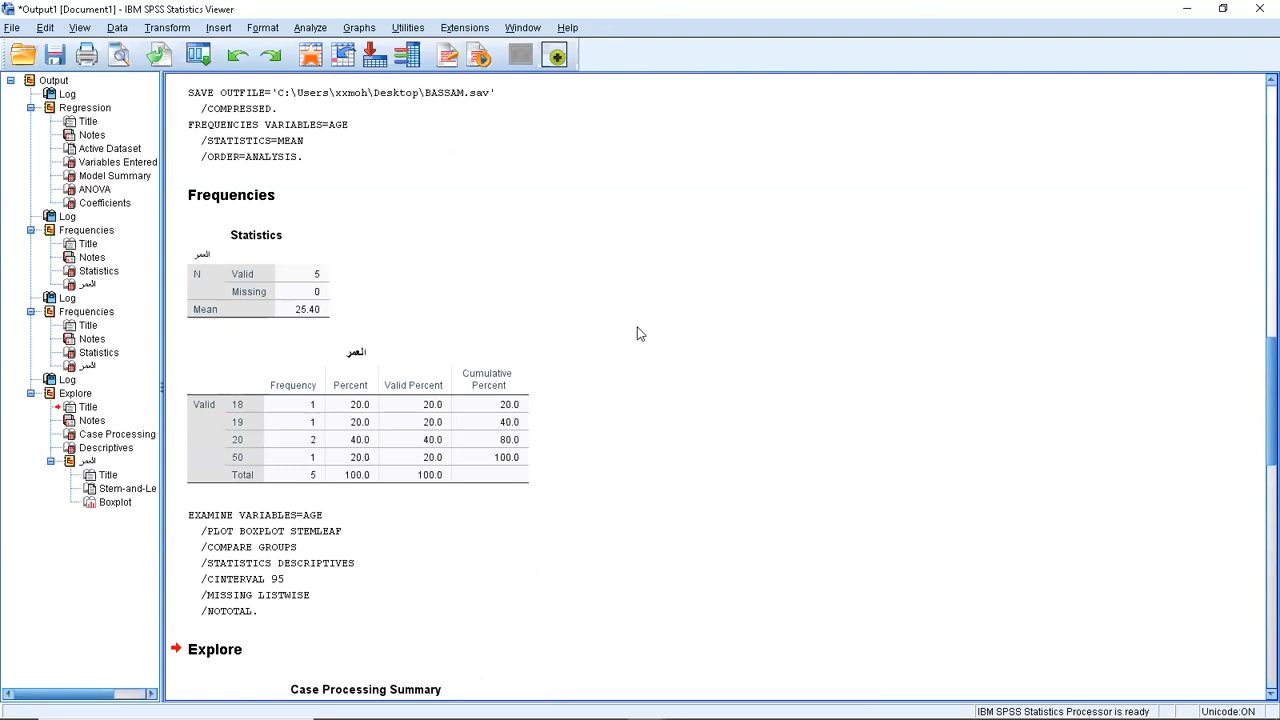 *Output1 [Document1] - IBM SPSS Statistics Viewer
File Edit View Data Transform Insert Format Analyze Graphs Utilities Extensions Window Help
Output
Log
Regression
Title
Notes
Active Dataset
Variables Entered
Model Summary
ANOVA
Coefficients
Log
Frequencies
Title
Notes
Statistics
العمر
Log
Frequencies
Title
Notes
Statistics
العمر
Log
Explore
Title
Notes
Case Processing
Descriptives
العمر
Title
Stem-and-Le
Boxplot
SAVE OUTFILE='C:\Users\xxmoh\Desktop\BASSAM.sav'
/COMPRESSED.
FREQUENCIES VARIABLES=AGE
/STATISTICS=MEAN
/ORDER=ANALYSIS.
Frequencies
Statistics
العمر
N Valid 5
Missing 0
Mean 25.40
العمر
Frequency Percent Valid Percent Cumulative Percent
Valid 18 1 20.0 20.0 20.0
19 1 20.0 20.0 40.0
20 2 40.0 40.0 80.0
50 1 20.0 20.0 100.0
Total 5 100.0 100.0
EXAMINE VARIABLES=AGE
/PLOT BOXPLOT STEMLEAF
/COMPARE GROUPS
/STATISTICS DESCRIPTIVES
/CINTERVAL 95
/MISSING LISTWISE
/NOTOTAL.
Explore
Case Processing Summary
IBM SPSS Statistics Processor is ready Unicode:ON